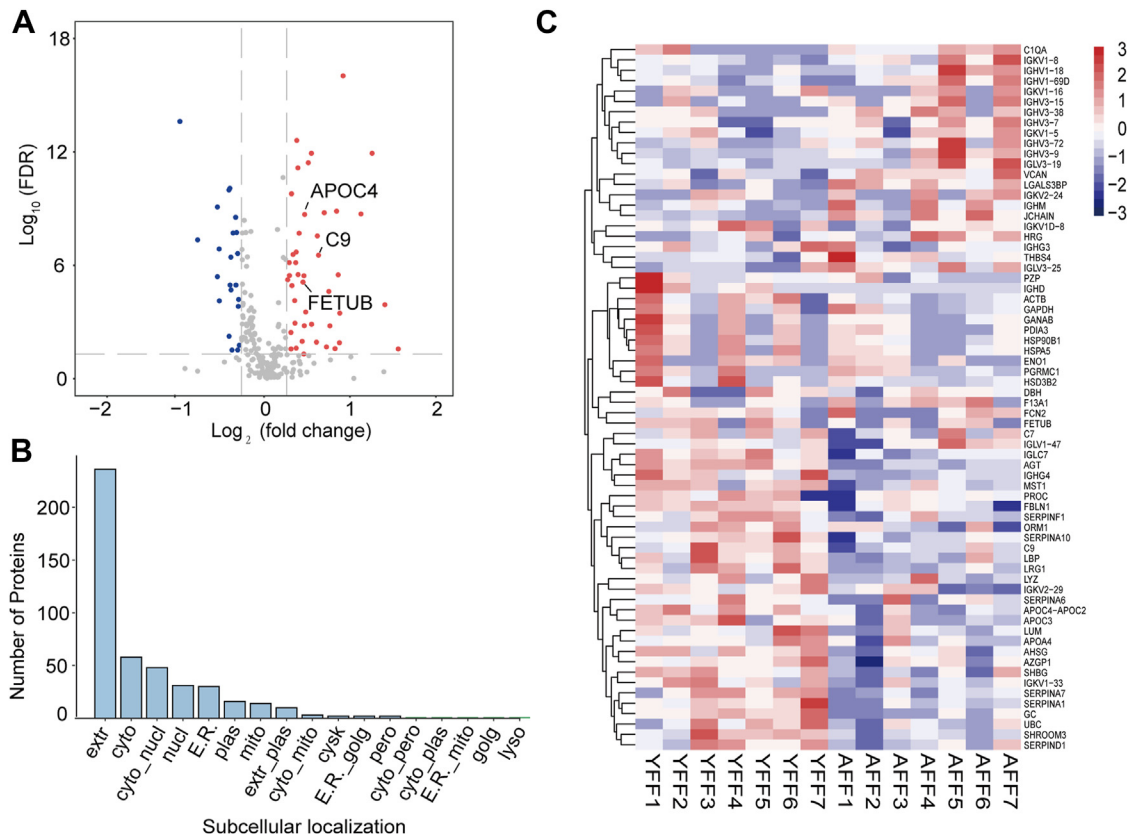 A
18
12
6
0
Log10 (FDR)
APOC4
C9
FETUB
−2
−1
0
1
2
Log2 (fold change)
B
200
150
100
50
0
Number of Proteins
extr
cyto
cyto_nucl
nucl
E.R.
plas
mito
extr_plas
cyto_mito
cysk
E.R._golg
pero
cyto_pero
cyto_plas
E.R._mito
golg
lyso
Subcellular localization
C
C1QA
IGKV1-8
IGHV1-18
IGHV1-69D
IGKV1-16
IGHV3-15
IGHV3-38
IGHV3-7
IGKV1-5
IGHV3-72
IGHV3-9
IGLV3-19
VCAN
LGALS3BP
IGKV2-24
IGHM
JCHAIN
IGKV1D-8
HRG
IGHG3
THBS4
IGLV3-25
PZP
IGHD
ACTB
GAPDH
GANAB
PDIA3
HSP90B1
HSPA5
ENO1
PGRMC1
HSD3B2
DBH
F13A1
FCN2
FETUB
C7
IGLV1-47
IGLC7
AGT
IGHG4
MST1
PROC
FBLN1
SERPINF1
ORM1
SERPINA10
C9
LBP
LRG1
LYZ
IGKV2-29
SERPINA6
APOC4-APOC2
APOC3
LUM
APOA4
AHSG
AZGP1
SHBG
IGKV1-33
SERPINA7
SERPINA1
GC
UBC
SHROOM3
SERPIND1
YFF1
YFF2
YFF3
YFF4
YFF5
YFF6
YFF7
AFF1
AFF2
AFF3
AFF4
AFF5
AFF6
AFF7
3
2
1
0
−1
−2
−3